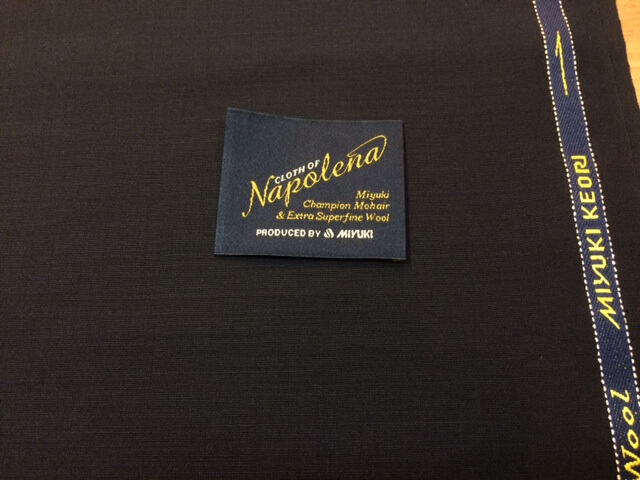 CLOTH OF
Napolena
Miyuki
Champion Mohair
& Extra Superfine Wool
PRODUCED BY MIYUKI
MIYUKI KEORI
Wool